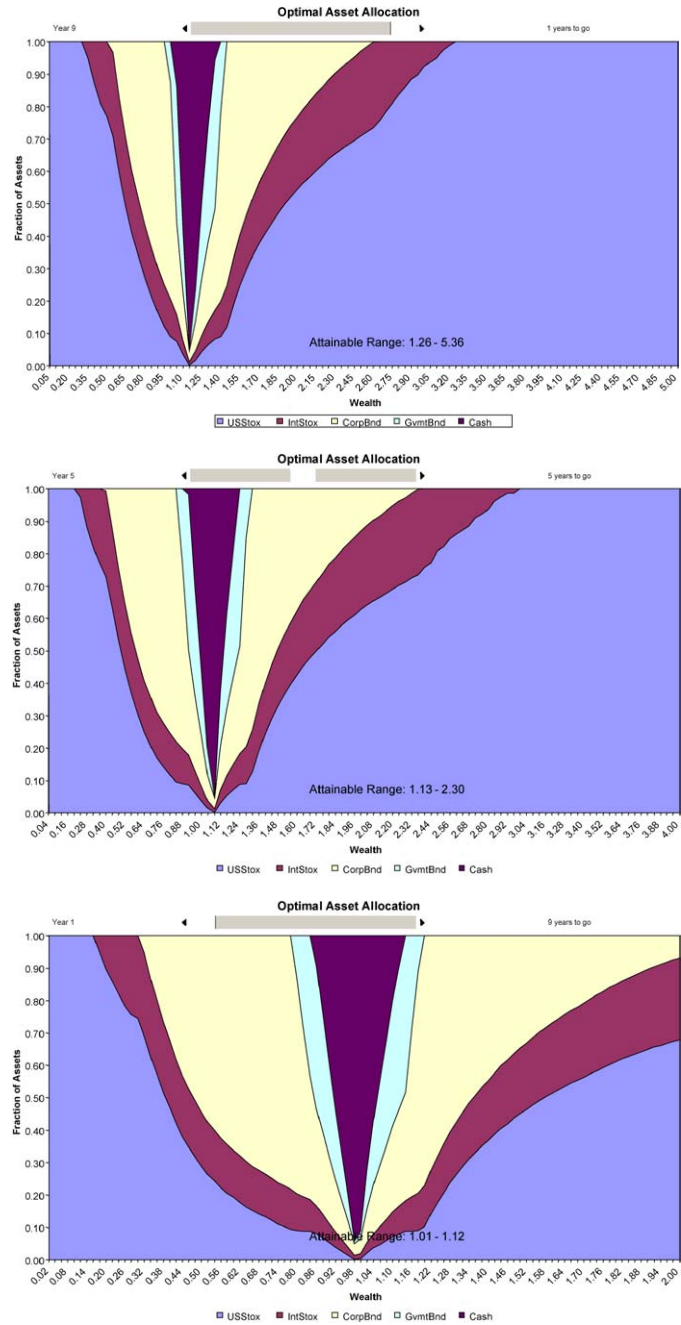 Optimal Asset Allocation
Year 9 1 years to go
1.00
0.90
0.80
0.70
0.60
0.50
0.40
0.30
0.20
0.10
0.00
Fraction of Assets
Attainable Range: 1.26 - 5.36
0.05 0.20 0.35 0.50 0.65 0.80 0.95 1.10 1.25 1.40 1.55 1.70 1.85 2.00 2.15 2.30 2.45 2.60 2.75 2.90 3.05 3.20 3.35 3.50 3.65 3.80 3.95 4.10 4.25 4.40 4.55 4.70 4.85 5.00
Wealth
USStox IntStox CorpBnd GvmtBnd Cash
Optimal Asset Allocation
Year 5 5 years to go
1.00
0.90
0.80
0.70
0.60
0.50
0.40
0.30
0.20
0.10
0.00
Fraction of Assets
Attainable Range: 1.13 - 2.30
0.04 0.16 0.28 0.40 0.52 0.64 0.76 0.88 1.00 1.12 1.24 1.36 1.48 1.60 1.72 1.84 1.96 2.08 2.20 2.32 2.44 2.56 2.68 2.80 2.92 3.04 3.16 3.28 3.40 3.52 3.64 3.76 3.88 4.00
Wealth
USStox IntStox CorpBnd GvmtBnd Cash
Optimal Asset Allocation
Year 1 9 years to go
1.00
0.90
0.80
0.70
0.60
0.50
0.40
0.30
0.20
0.10
0.00
Fraction of Assets
Attainable Range: 1.01 - 1.12
0.02 0.08 0.14 0.20 0.26 0.32 0.38 0.44 0.50 0.56 0.62 0.68 0.74 0.80 0.86 0.92 0.98 1.04 1.10 1.16 1.22 1.28 1.34 1.40 1.46 1.52 1.58 1.64 1.70 1.76 1.82 1.88 1.94 2.00
Wealth
USStox IntStox CorpBnd GvmtBnd Cash